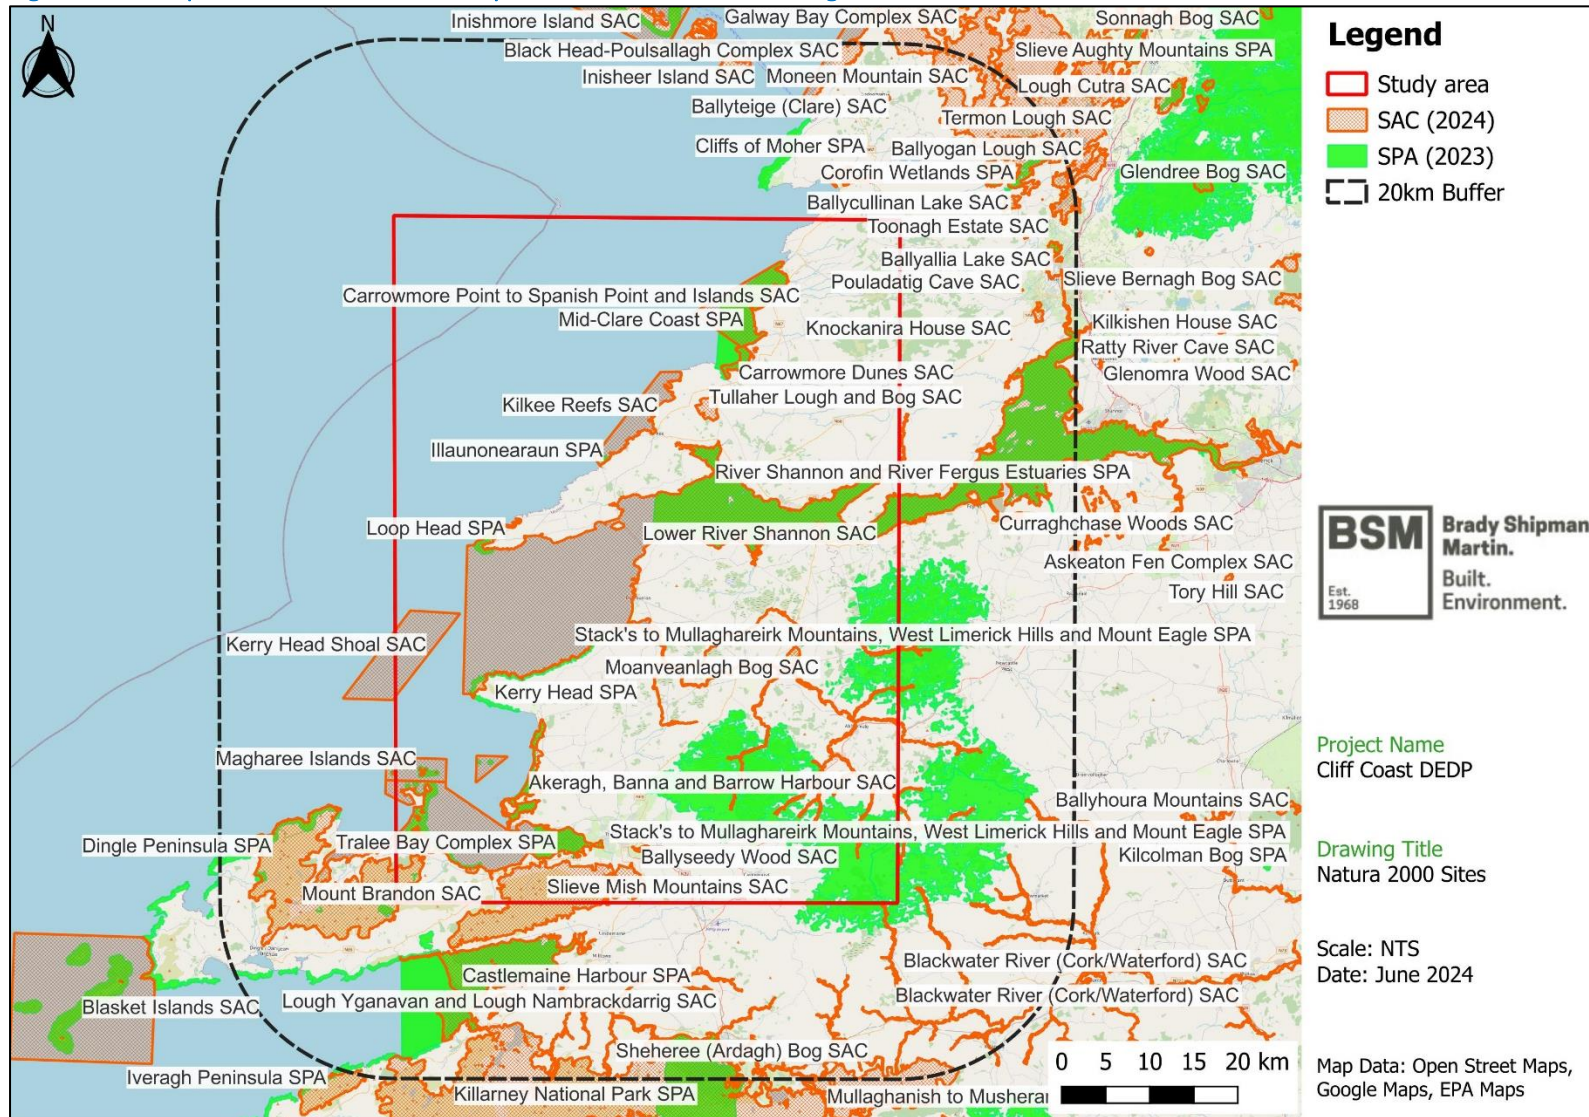 N
Inishmore Island SAC
Galway Bay Complex SAC
Sonnagh Bog SAC
Black Head-Poulsallagh Complex SAC
Slieve Aughty Mountains SPA
Inisheer Island SAC
Moneen Mountain SAC
Lough Cutra SAC
Ballyteige (Clare) SAC
Termon Lough SAC
Cliffs of Moher SPA
Ballyogan Lough SAC
Corofin Wetlands SPA
Glendree Bog SAC
Ballycullinan Lake SAC
Toonagh Estate SAC
Ballyallia Lake SAC
Pouladatig Cave SAC
Slieve Bernagh Bog SAC
Carrowmore Point to Spanish Point and Islands SAC
Mid-Clare Coast SPA
Knockanira House SAC
Kilkishen House SAC
Ratty River Cave SAC
Carrowmore Dunes SAC
Glenomra Wood SAC
Kilkee Reefs SAC
Tullaher Lough and Bog SAC
Illaunonearaun SPA
River Shannon and River Fergus Estuaries SPA
Loop Head SPA
Lower River Shannon SAC
Curraghchase Woods SAC
Askeaton Fen Complex SAC
Tory Hill SAC
Kerry Head Shoal SAC
Stack's to Mullaghareirk Mountains, West Limerick Hills and Mount Eagle SPA
Moanveanlagh Bog SAC
Kerry Head SPA
Magharee Islands SAC
Akeragh, Banna and Barrow Harbour SAC
Ballyhoura Mountains SAC
Dingle Peninsula SPA
Tralee Bay Complex SPA
Stack's to Mullaghareirk Mountains, West Limerick Hills and Mount Eagle SPA
Ballyseedy Wood SAC
Kilcolman Bog SPA
Mount Brandon SAC
Slieve Mish Mountains SAC
Castlemaine Harbour SPA
Blackwater River (Cork/Waterford) SAC
Blasket Islands SAC
Lough Yganavan and Lough Nambrackdarrig SAC
Blackwater River (Cork/Waterford) SAC
Sheheree (Ardagh) Bog SAC
Iveragh Peninsula SPA
Killarney National Park SPA
Mullaghanish to Mushera
0 5 10 15 20 km
Legend
Study area
SAC (2024)
SPA (2023)
20km Buffer
BSM
Est.
1968
Brady Shipman
Martin.
Built.
Environment.
Project Name
Cliff Coast DEDP
Drawing Title
Natura 2000 Sites
Scale: NTS
Date: June 2024
Map Data: Open Street Maps,
Google Maps, EPA Maps